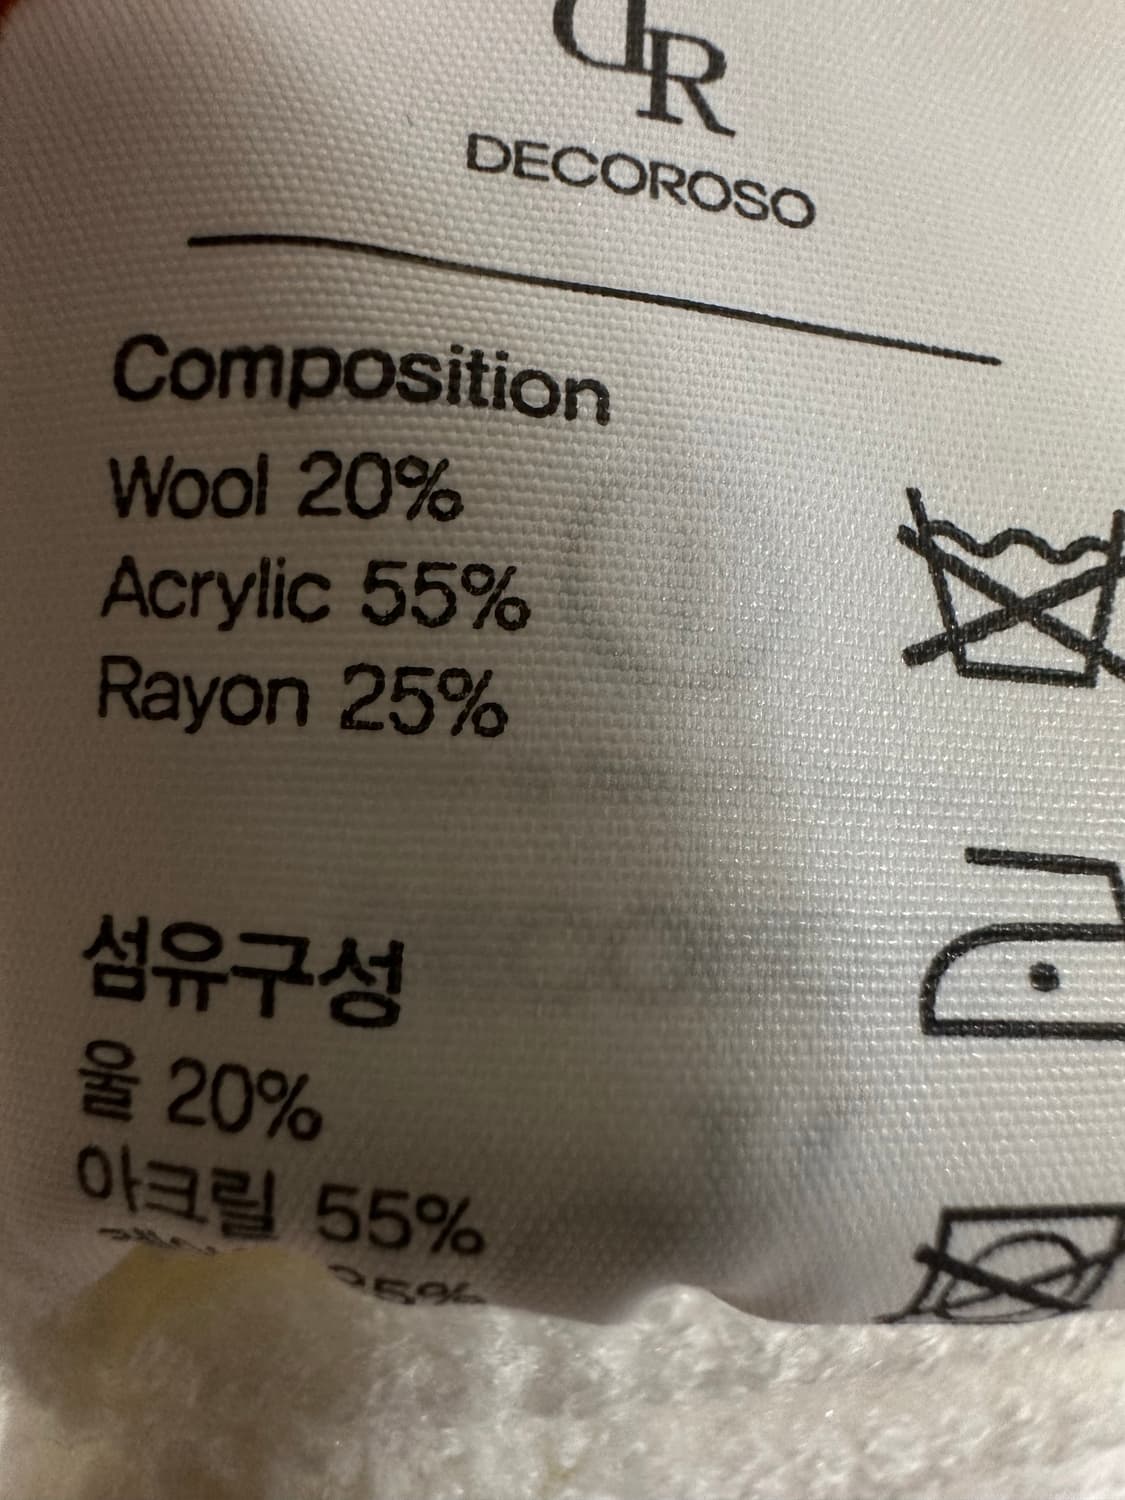 DR
DECOROSO
Composition
Wool 20%
Acrylic 55%
Rayon 25%
섬유구성
울 20%
아크릴 55%
25%